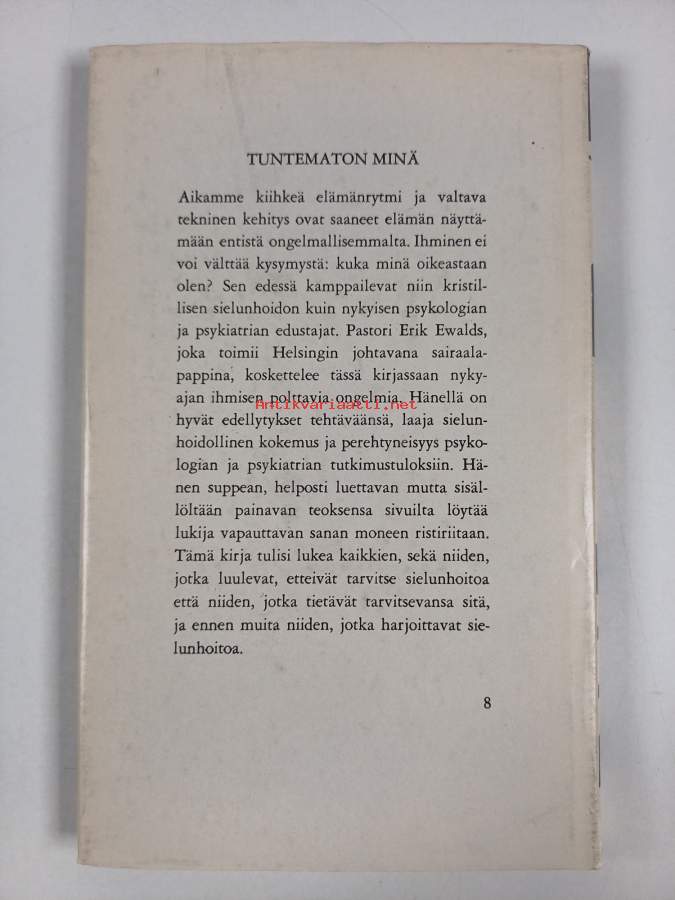 TUNTEMATON MINÄ
Aikamme kiihkeä elämänrytmi ja valtava
tekninen kehitys ovat saaneet elämän näyttä-
mään entistä ongelmallisemmalta. Ihminen ei
voi välttää kysymystä: kuka minä oikeastaan
olen? Sen edessä kamppailevat niin kristil-
lisen sielunhoidon kuin nykyisen psykologian
ja psykiatrian edustajat. Pastori Erik Ewalds,
joka toimii Helsingin johtavana sairaala-
pappina, koskettelee tässä kirjassaan nyky-
ajan ihmisen polttavia ongelmia. Hänellä on
Antikvariaatti.net
hyvät edellytykset tehtäväänsä, laaja sielun-
hoidollinen kokemus ja perehtyneisyys psyko-
logian ja psykiatrian tutkimustuloksiin. Hä-
nen suppean, helposti luettavan mutta sisäl-
löltään painavan teoksensa sivuilta löytää
lukija vapauttavan sanan moneen ristiriitaan.
Tämä kirja tulisi lukea kaikkien, sekä niiden,
jotka luulevat, etteivät tarvitse sielunhoitoa
että niiden, jotka tietävät tarvitsevansa sitä,
ja ennen muita niiden, jotka harjoittavat sie-
lunhoitoa.
8